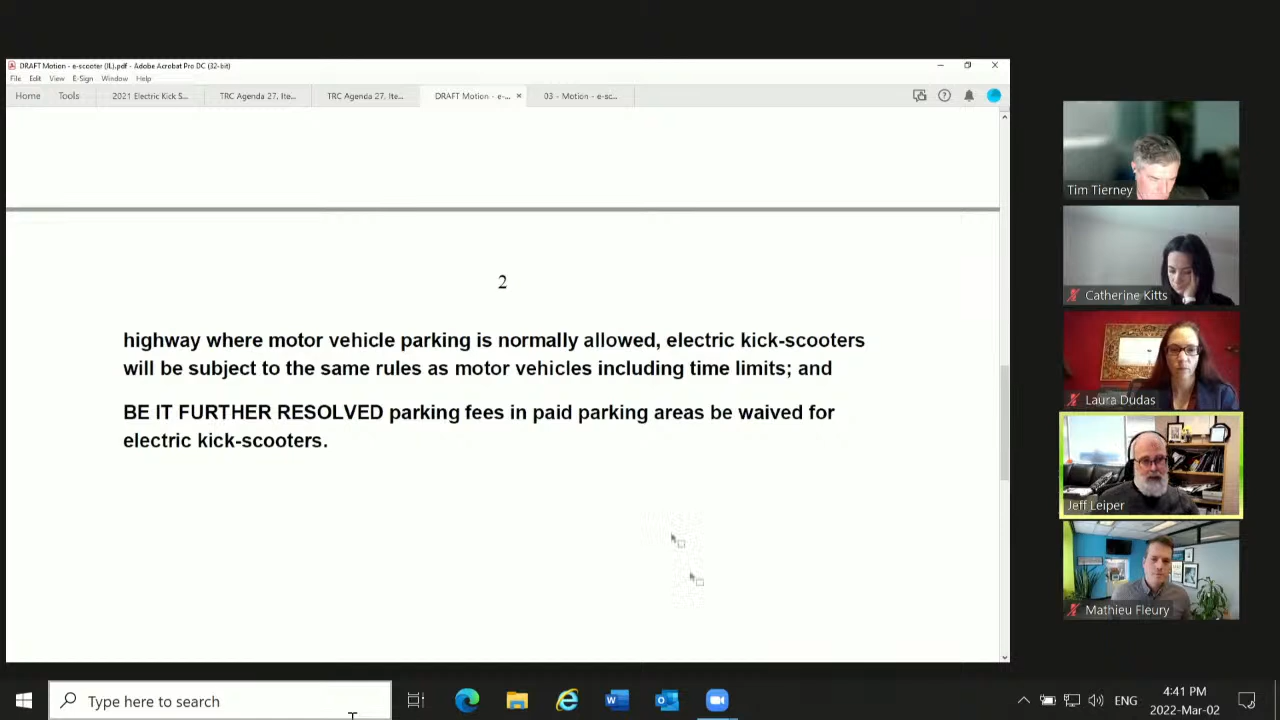 DRAFT Motion - e-scooter (IL).pdf - Adobe Acrobat Pro DC (32-bit)
File Edit View E-Sign Window Help
Home Tools 2021 Electric Kick S... TRC Agenda 27, Ite... TRC Agenda 27, Ite... DRAFT Motion - e-... × 03 - Motion - e-sc...
2
highway where motor vehicle parking is normally allowed, electric kick-scooters
will be subject to the same rules as motor vehicles including time limits; and
BE IT FURTHER RESOLVED parking fees in paid parking areas be waived for
electric kick-scooters.
Tim Tierney
Catherine Kitts
Laura Dudas
Jeff Leiper
Mathieu Fleury
Type here to search
ENG
4:41 PM
2022-Mar-02